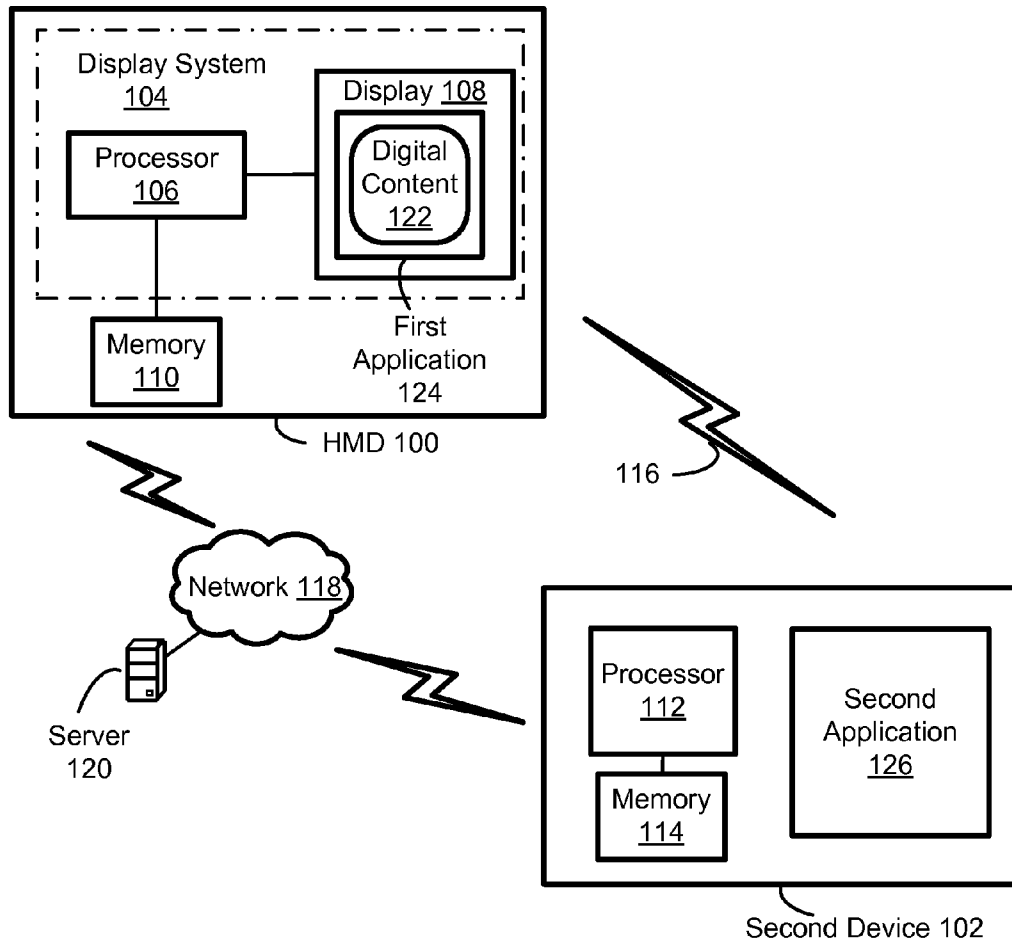 Display System
104
Display 108
Processor
106
Digital
Content
122
Memory
110
First
Application
124
HMD 100
116
Network 118
Server
120
Processor
112
Memory
114
Second
Application
126
Second Device 102